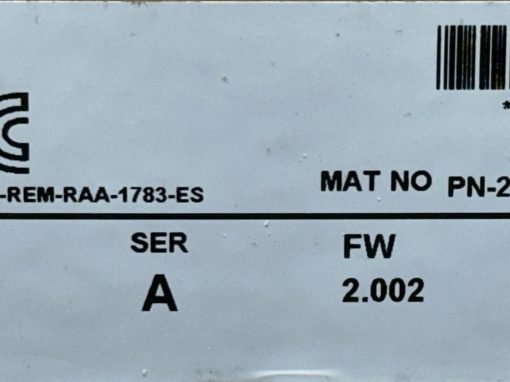 *
-REM-RAA-1783-ES
MAT NO PN-2
SER
FW
A
2.002